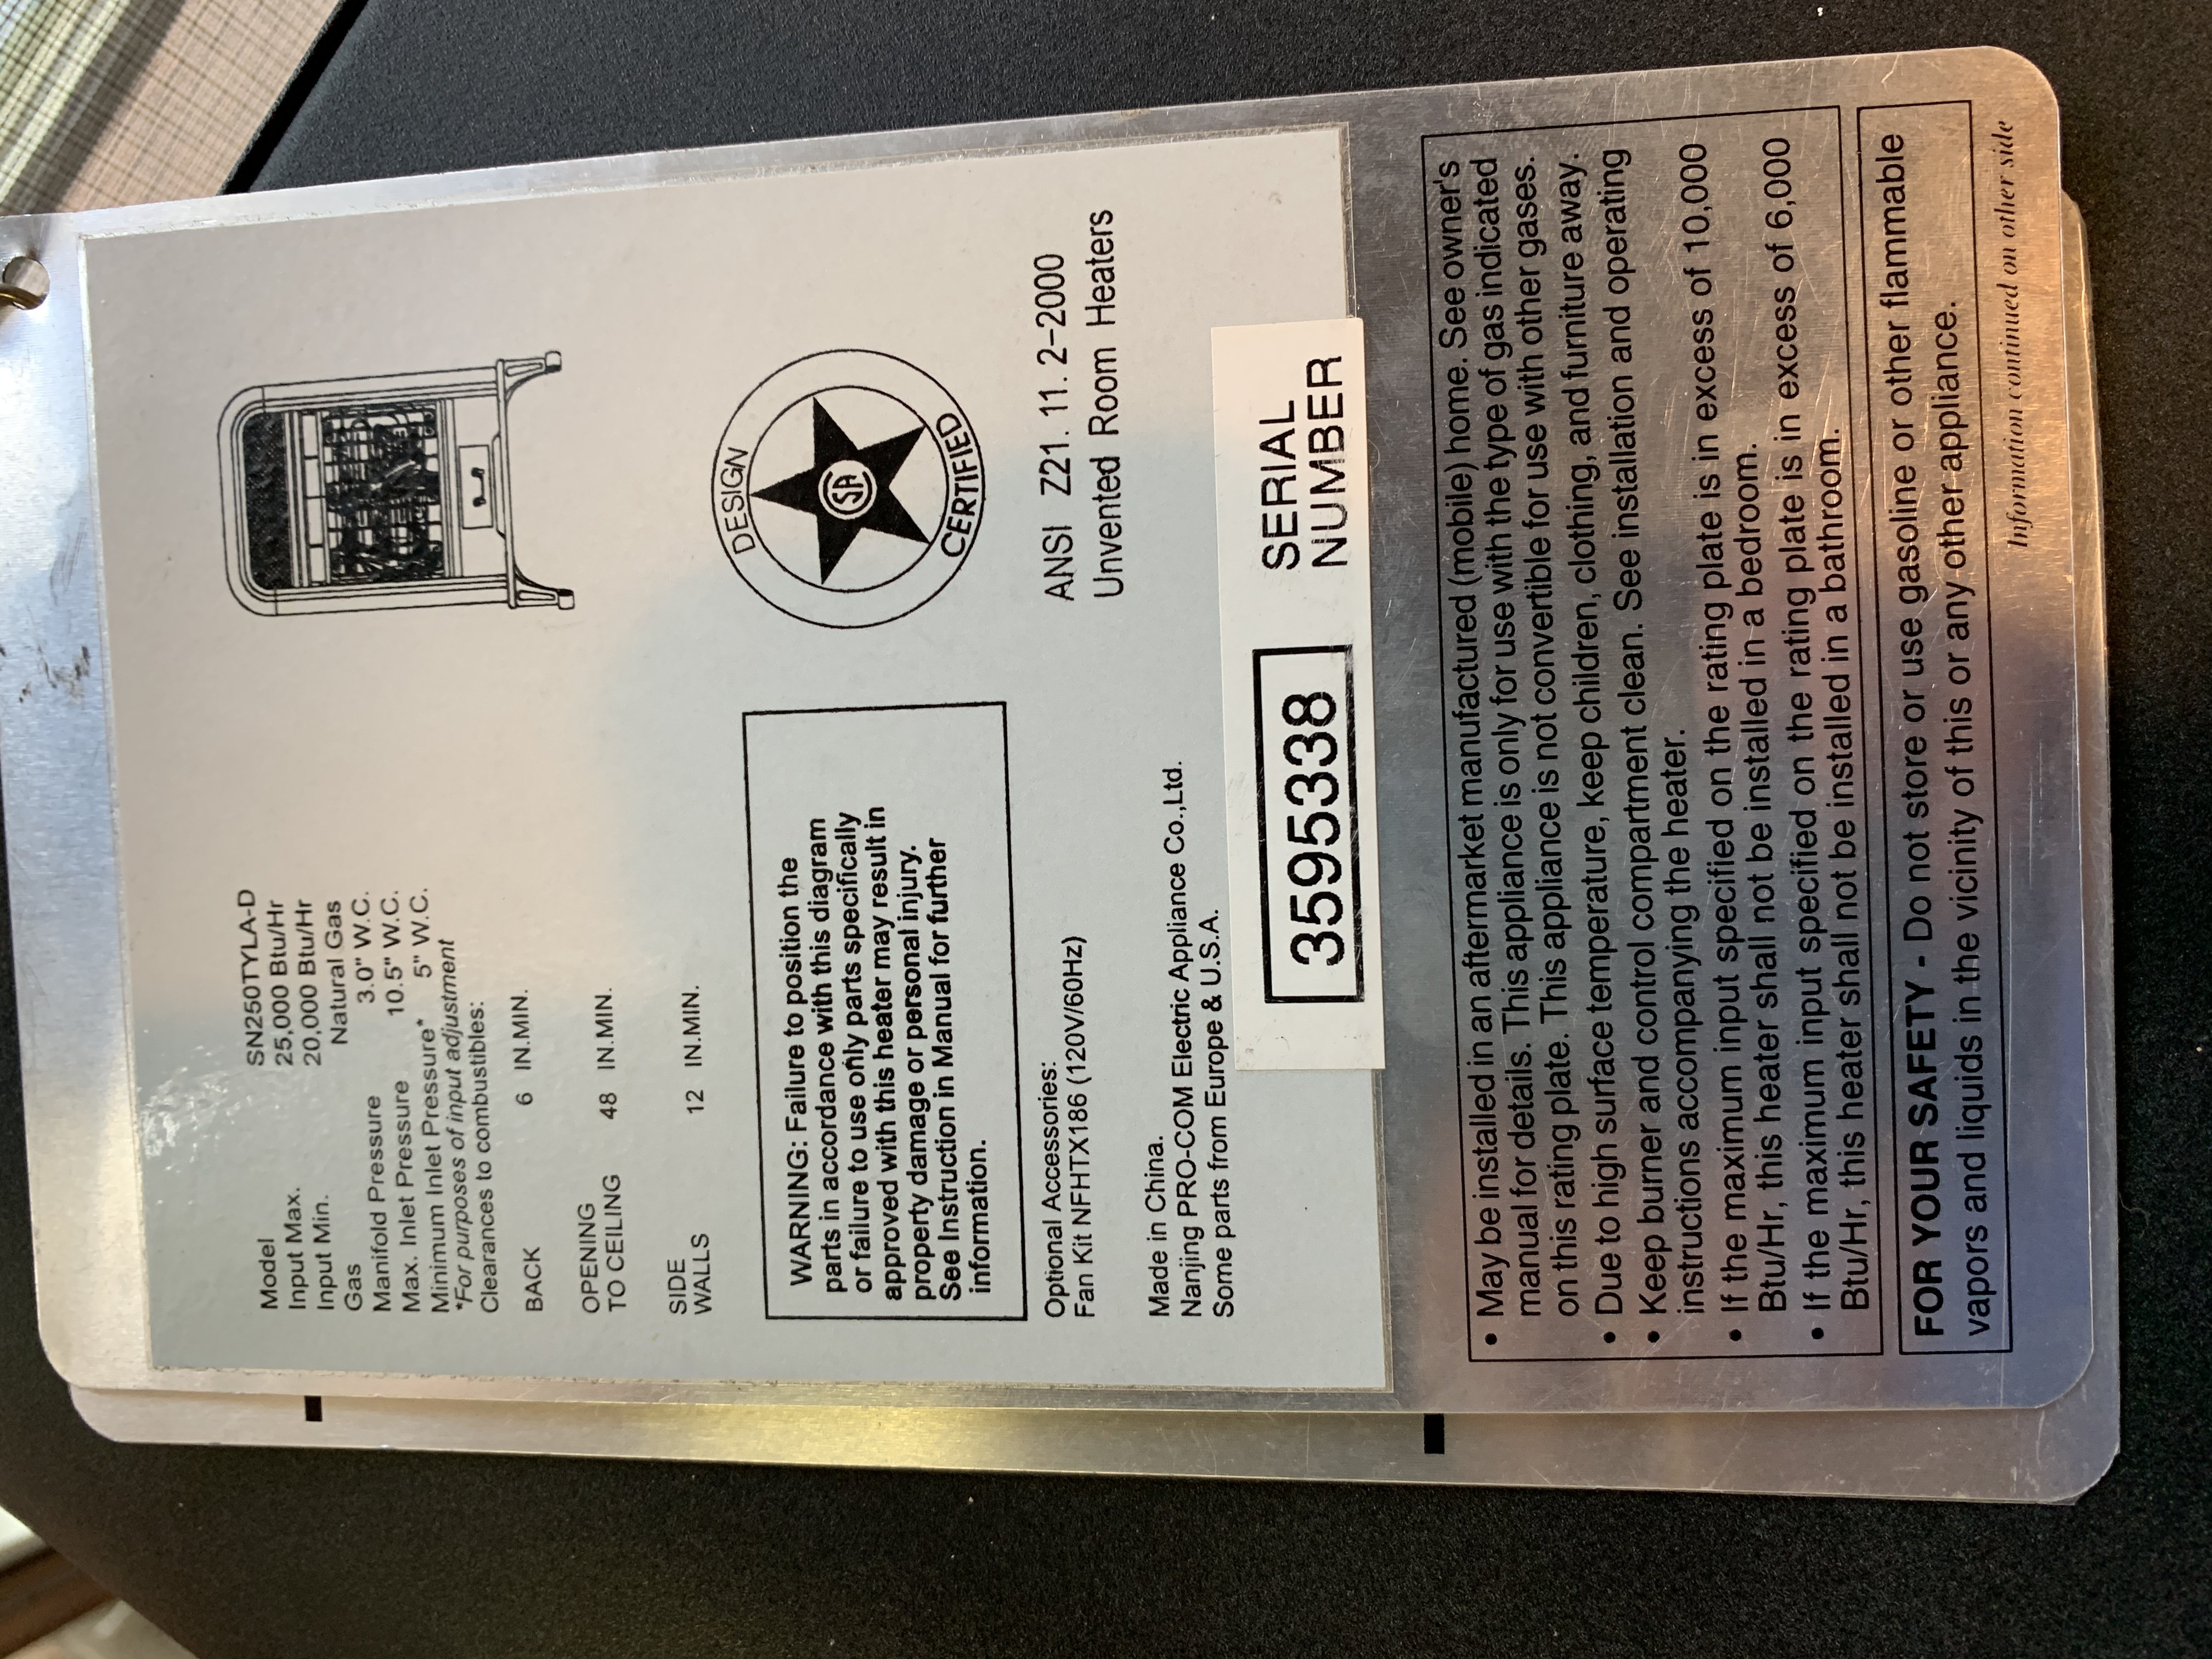 Model SN250TYLA-D
Input Max. 25,000 Btu/Hr
Input Min. 20,000 Btu/Hr
Gas Natural Gas
Manifold Pressure 3.0" W.C.
Max. Inlet Pressure 10.5" W.C.
Minimum Inlet Pressure* 5" W.C.
*For purposes of input adjustment
Clearances to combustibles:
BACK 6 IN.MIN.
OPENING
TO CEILING 48 IN.MIN.
SIDE
WALLS 12 IN.MIN.
WARNING: Failure to position the
parts in accordance with this diagram
or failure to use only parts specifically
approved with this heater may result in
property damage or personal injury.
See Instruction in Manual for further
information.
DESIGN
SA
CERTIFIED
Optional Accessories:
Fan Kit NFHTX186 (120V/60Hz)
ANSI Z21. 11. 2-2000
Unvented Room Heaters
Made in China.
Nanjing PRO-COM Electric Appliance Co.,Ltd.
Some parts from Europe & U.S.A.
3595338
SERIAL
NUMBER
• May be installed in an aftermarket manufactured (mobile) home. See owner's
manual for details. This appliance is only for use with the type of gas indicated
on this rating plate. This appliance is not convertible for use with other gases.
• Due to high surface temperature, keep children, clothing, and furniture away.
• Keep burner and control compartment clean. See installation and operating
instructions accompanying the heater.
• If the maximum input specified on the rating plate is in excess of 10,000
Btu/Hr, this heater shall not be installed in a bedroom.
• If the maximum input specified on the rating plate is in excess of 6,000
Btu/Hr, this heater shall not be installed in a bathroom.
FOR YOUR SAFETY - Do not store or use gasoline or other flammable
vapors and liquids in the vicinity of this or any other appliance.
Information continued on other side